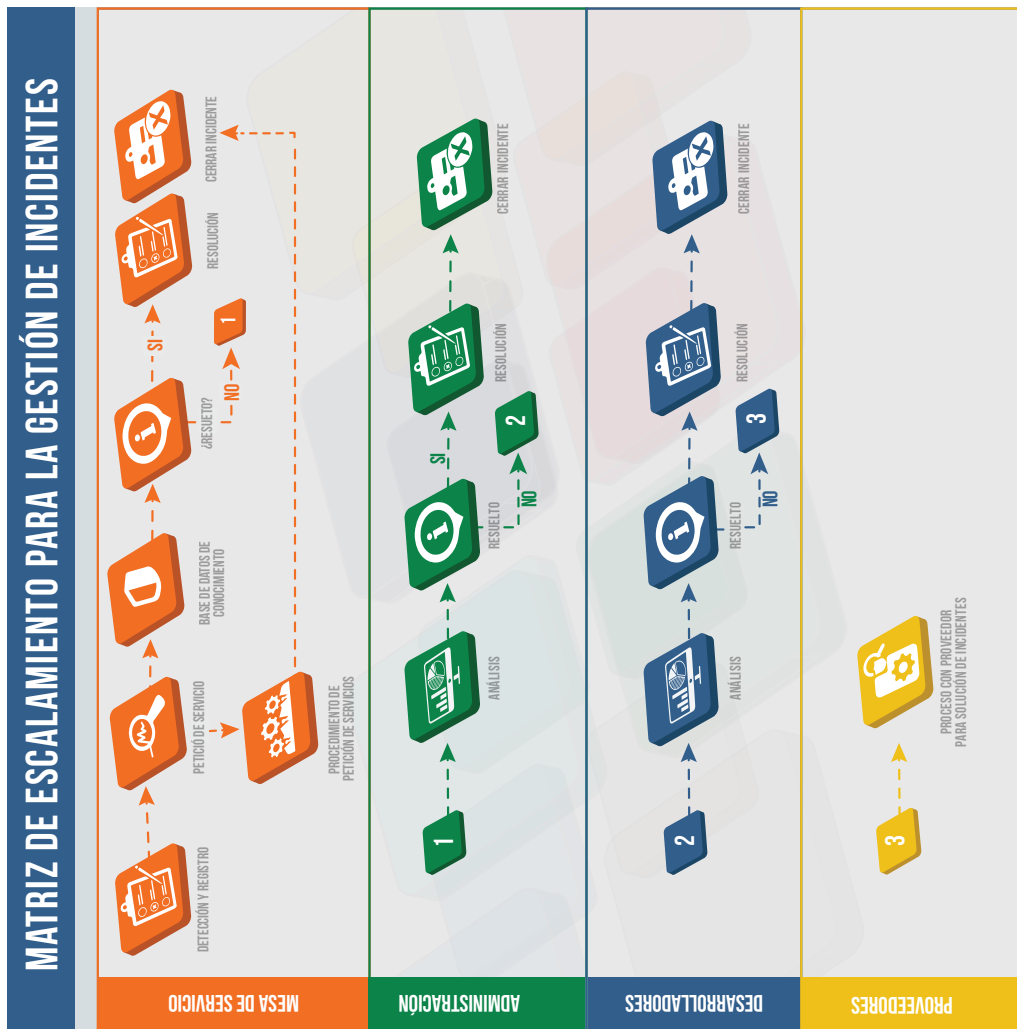 MATRIZ DE ESCALAMIENTO PARA LA GESTIÓN DE INCIDENTES
MESA DE SERVICIO
DETECCIÓN Y REGISTRO
PETICIÓ DE SERVICIO
PROCEDIMIENTO DE
PETICIÓN DE SERVICIOS
BASE DE DATOS DE
CONOCIMIENTO
¿RESUETO?
SI
NO
1
RESOLUCIÓN
CERRAR INCIDENTE
ADMINISTRACIÓN
1
ANÁLISIS
RESUELTO
SI
NO
2
RESOLUCIÓN
CERRAR INCIDENTE
DESARROLLADORES
2
ANÁLISIS
RESUELTO
NO
3
RESOLUCIÓN
CERRAR INCIDENTE
PROVEEDORES
3
PROCESO CON PROVEEDOR
PARA SOLUCIÓN DE INCIDENTES